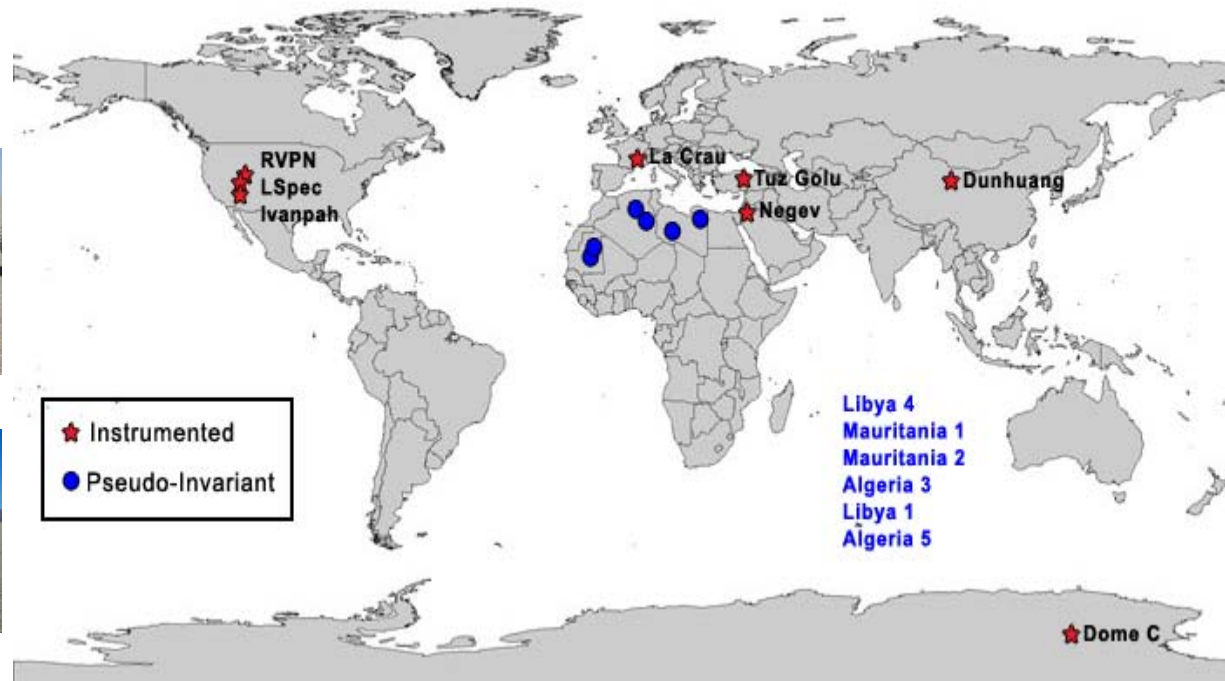 RVPN
LSpec
Ivanpah
La Crau
Tuz Golu
Negev
Dunhuang
Libya 4
Mauritania 1
Mauritania 2
Algeria 3
Libya 1
Algeria 5
Instrumented
Pseudo-Invariant
Dome C